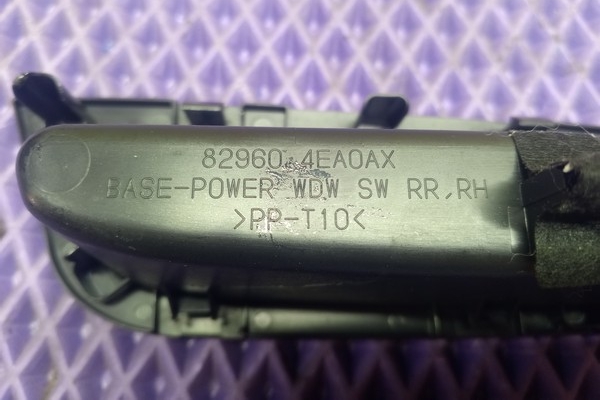 82960 4EA0AX
BASE-POWER WDW SW RR,RH
>PP-T10<